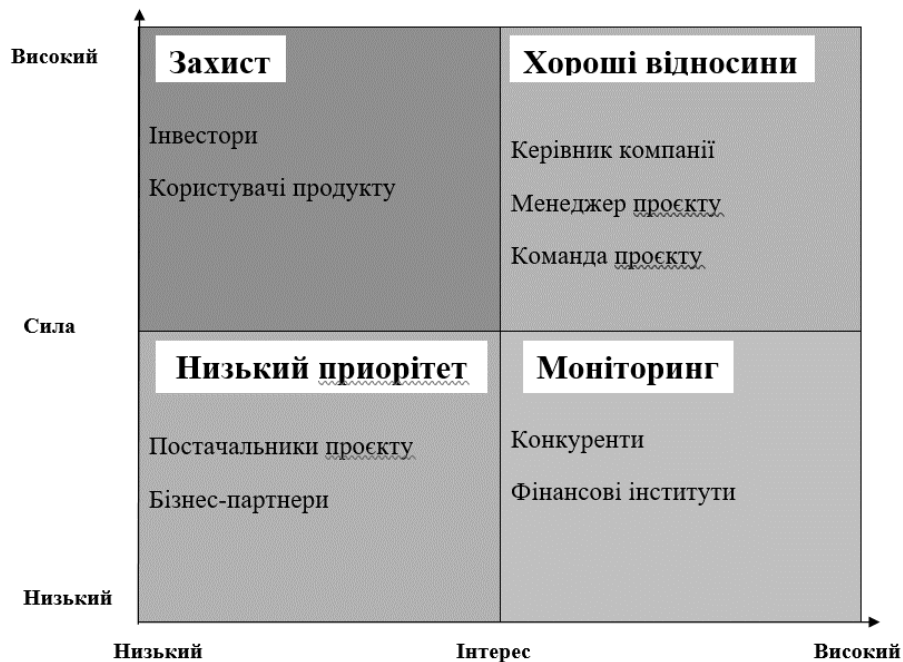 Високий
Захист
Хороші відносини
Інвестори
Користувачі продукту
Керівник компанії
Менеджер проєкту
Команда проєкту
Сила
Низький приорітет
Моніторинг
Постачальники проєкту
Бізнес-партнери
Конкуренти
Фінансові інститути
Низький
Низький
Інтерес
Високий